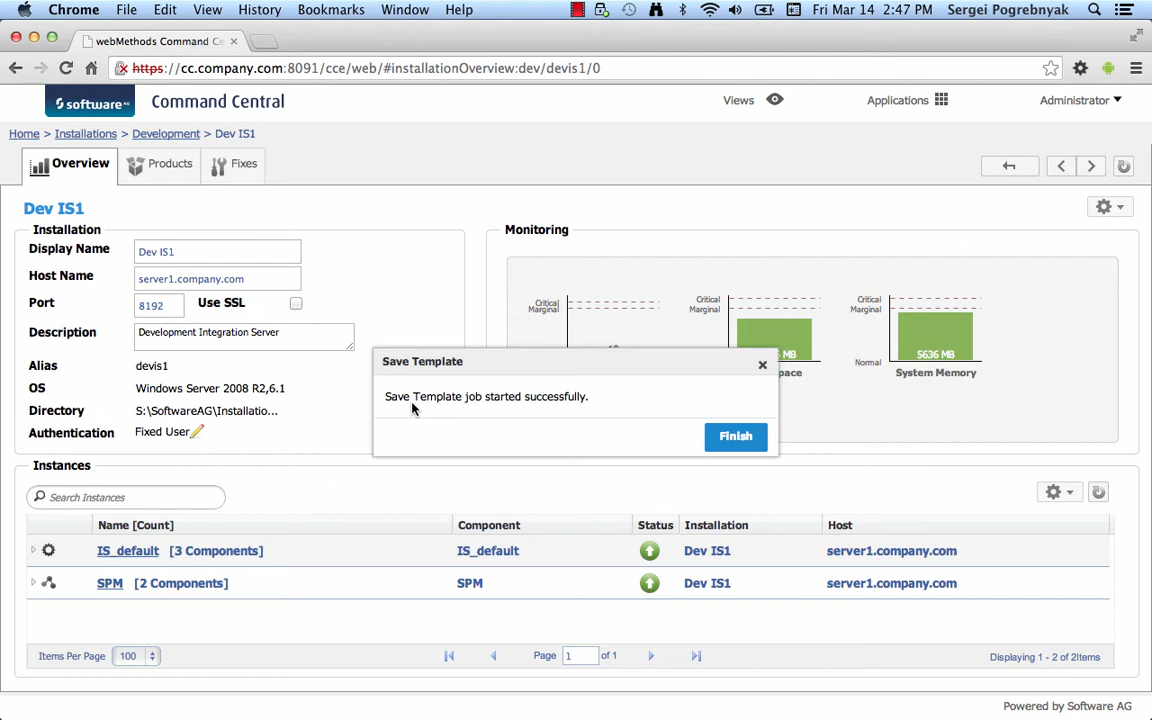 Chrome File Edit View History Bookmarks Window Help Fri Mar 14 2:47 PM Sergei Pogrebnyak
webMethods Command Ce
https://cc.company.com:8091/cce/web/#installationOverview:dev/devis1/0
software AG Command Central Views Applications Administrator
Home > Installations > Development > Dev IS1
Overview Products Fixes
Dev IS1
Installation
Display Name Dev IS1
Host Name server1.company.com
Port 8192 Use SSL
Description Development Integration Server
Alias devis1
OS Windows Server 2008 R2,6.1
Directory S:\SoftwareAG\Installatio...
Authentication Fixed User
Monitoring
Critical Critical Critical
Marginal Marginal Marginal
MB 5636 MB
Normal
pace System Memory
Save Template
Save Template job started successfully.
Finish
Instances
Search Instances
Name [Count] Component Status Installation Host
IS_default [3 Components] IS_default Dev IS1 server1.company.com
SPM [2 Components] SPM Dev IS1 server1.company.com
Items Per Page 100 Page 1 of 1 Displaying 1 - 2 of 2Items
Powered by Software AG